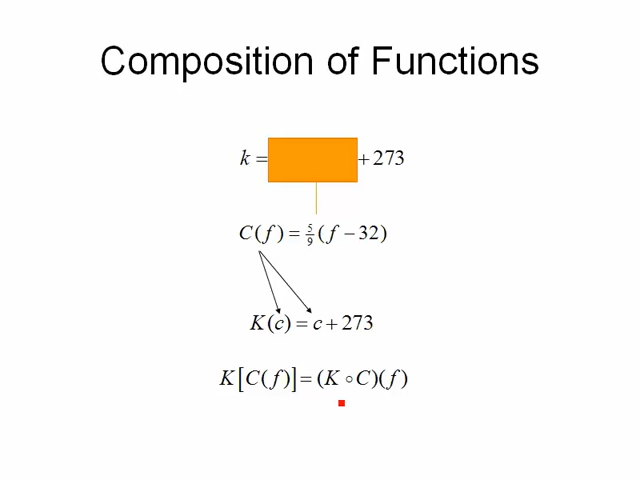 Composition of Functions
k = + 273
C(f) = 5/9 (f − 32)
K(c) = c + 273
K[C(f)] = (K ∘ C)(f)